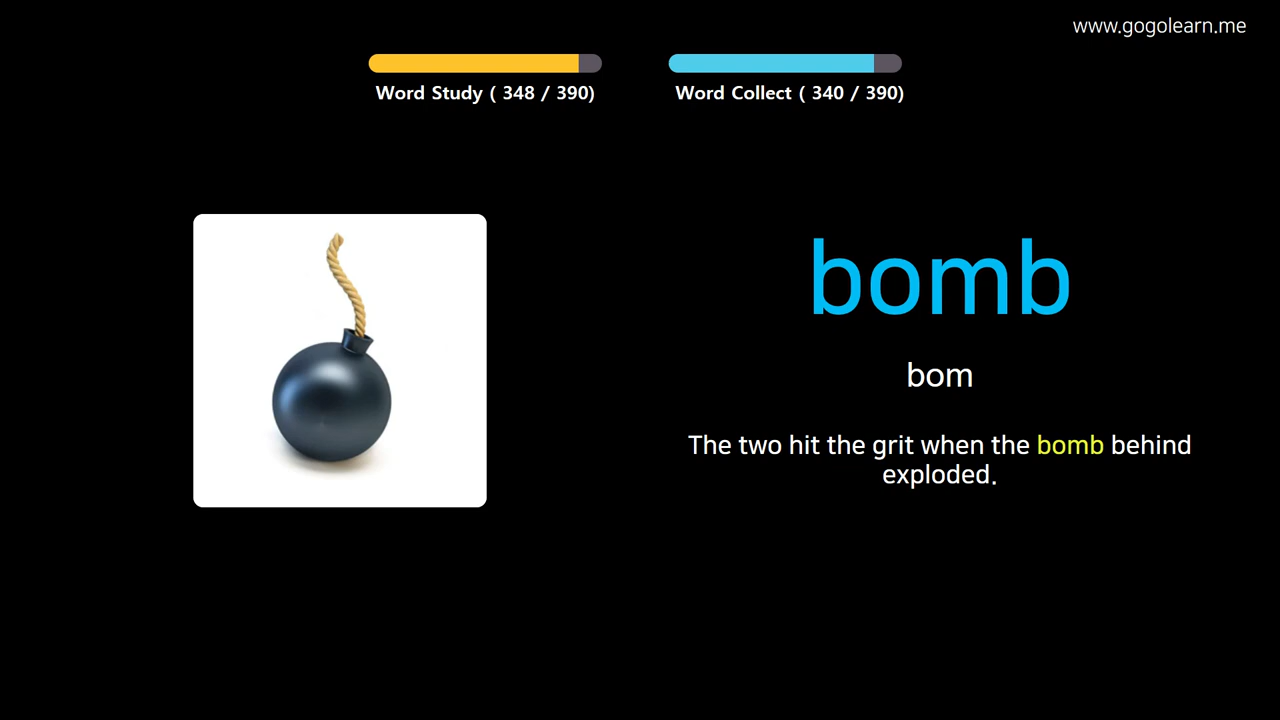 www.gogolearn.me
Word Study ( 348 / 390)
Word Collect ( 340 / 390)
bomb
bom
The two hit the grit when the bomb behind
exploded.